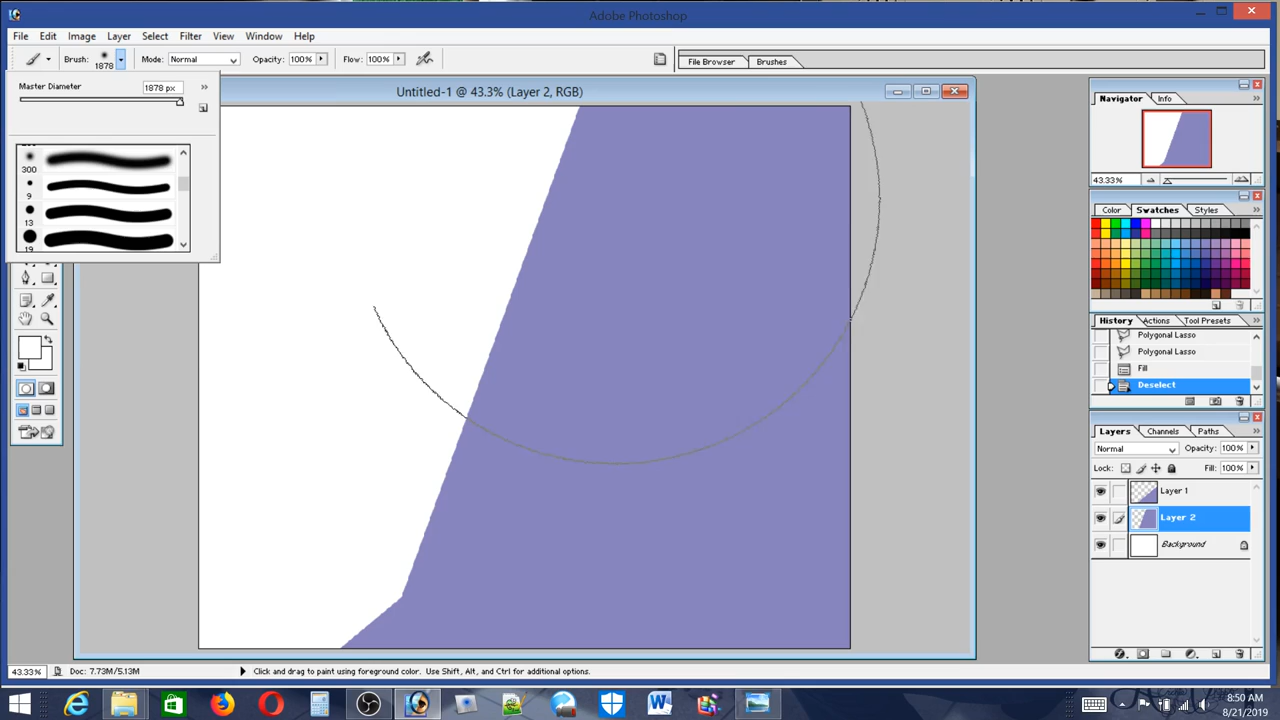 Adobe Photoshop
File Edit Image Layer Select Filter View Window Help
Brush: 1878 Mode: Normal Opacity: 100% Flow: 100% File Browser Brushes
Master Diameter 1878 px
300
9
13
19
Untitled-1 @ 43.3% (Layer 2, RGB)
Navigator Info
43.33%
Color Swatches Styles
History Actions Tool Presets
Polygonal Lasso
Polygonal Lasso
Fill
Deselect
Layers Channels Paths
Normal Opacity: 100%
Lock: Fill: 100%
Layer 1
Layer 2
Background
43.33% Doc: 7.73M/5.13M Click and drag to paint using foreground color. Use Shift, Alt, and Ctrl for additional options.
8:50 AM
8/21/2019